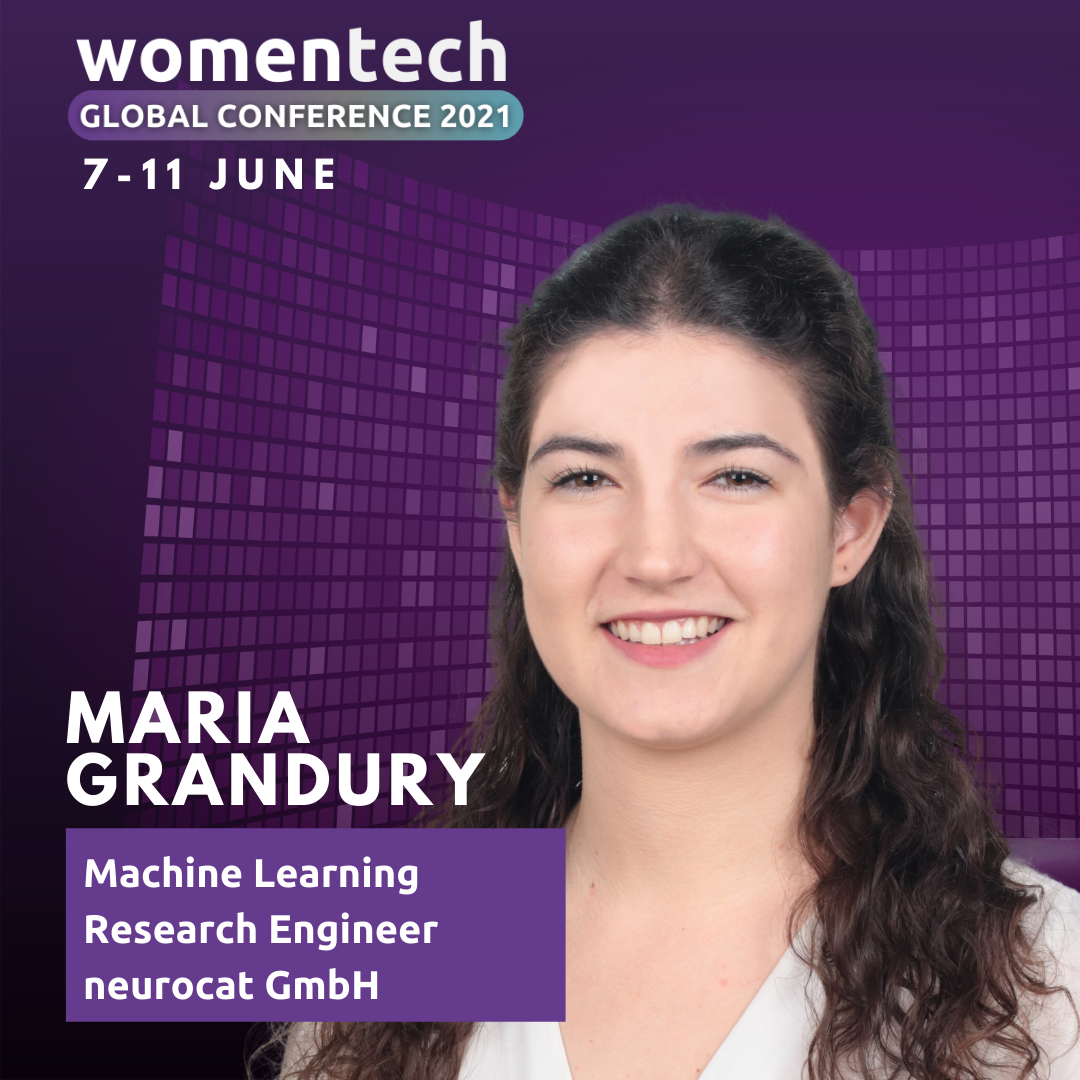 womentech
GLOBAL CONFERENCE 2021
7-11 JUNE
MARIA
GRANDURY
Machine Learning
Research Engineer
neurocat GmbH